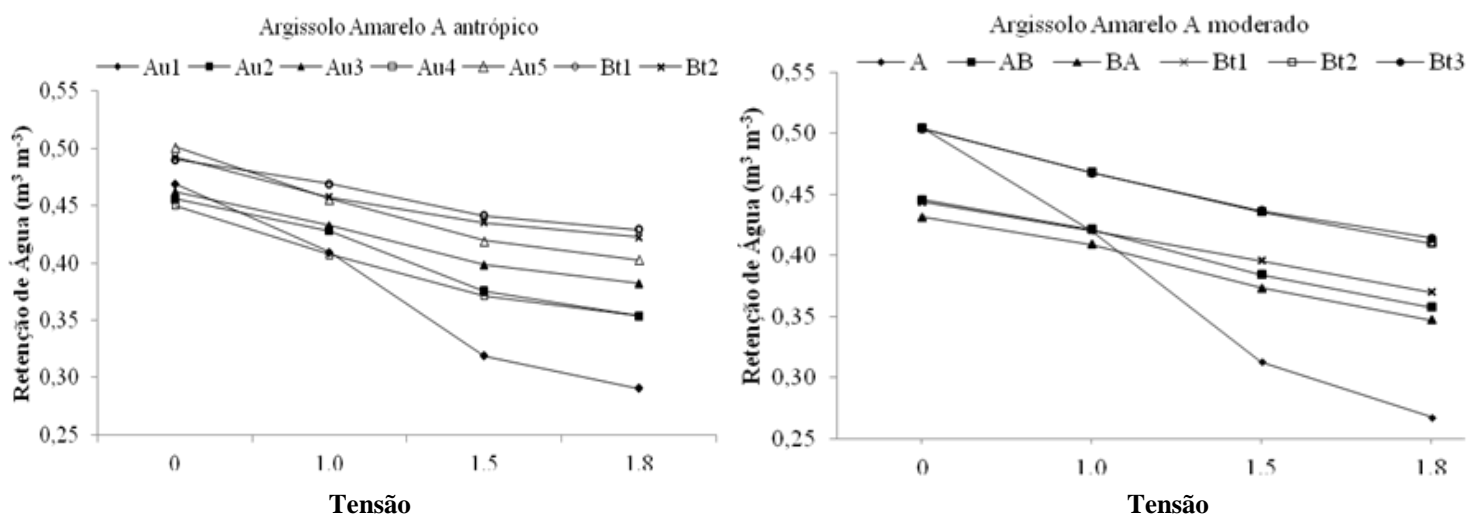 Argissolo Amarelo A antrópico
Au1 Au2 Au3 Au4 Au5 Bt1 Bt2
Retenção de Água (m³ m⁻³)
0,55
0,50
0,45
0,40
0,35
0,30
0,25
0 1.0 1.5 1.8
Tensão
Argissolo Amarelo A moderado
A AB BA Bt1 Bt2 Bt3
Retenção de Água (m³ m⁻³)
0,55
0,50
0,45
0,40
0,35
0,30
0,25
0 1.0 1.5 1.8
Tensão